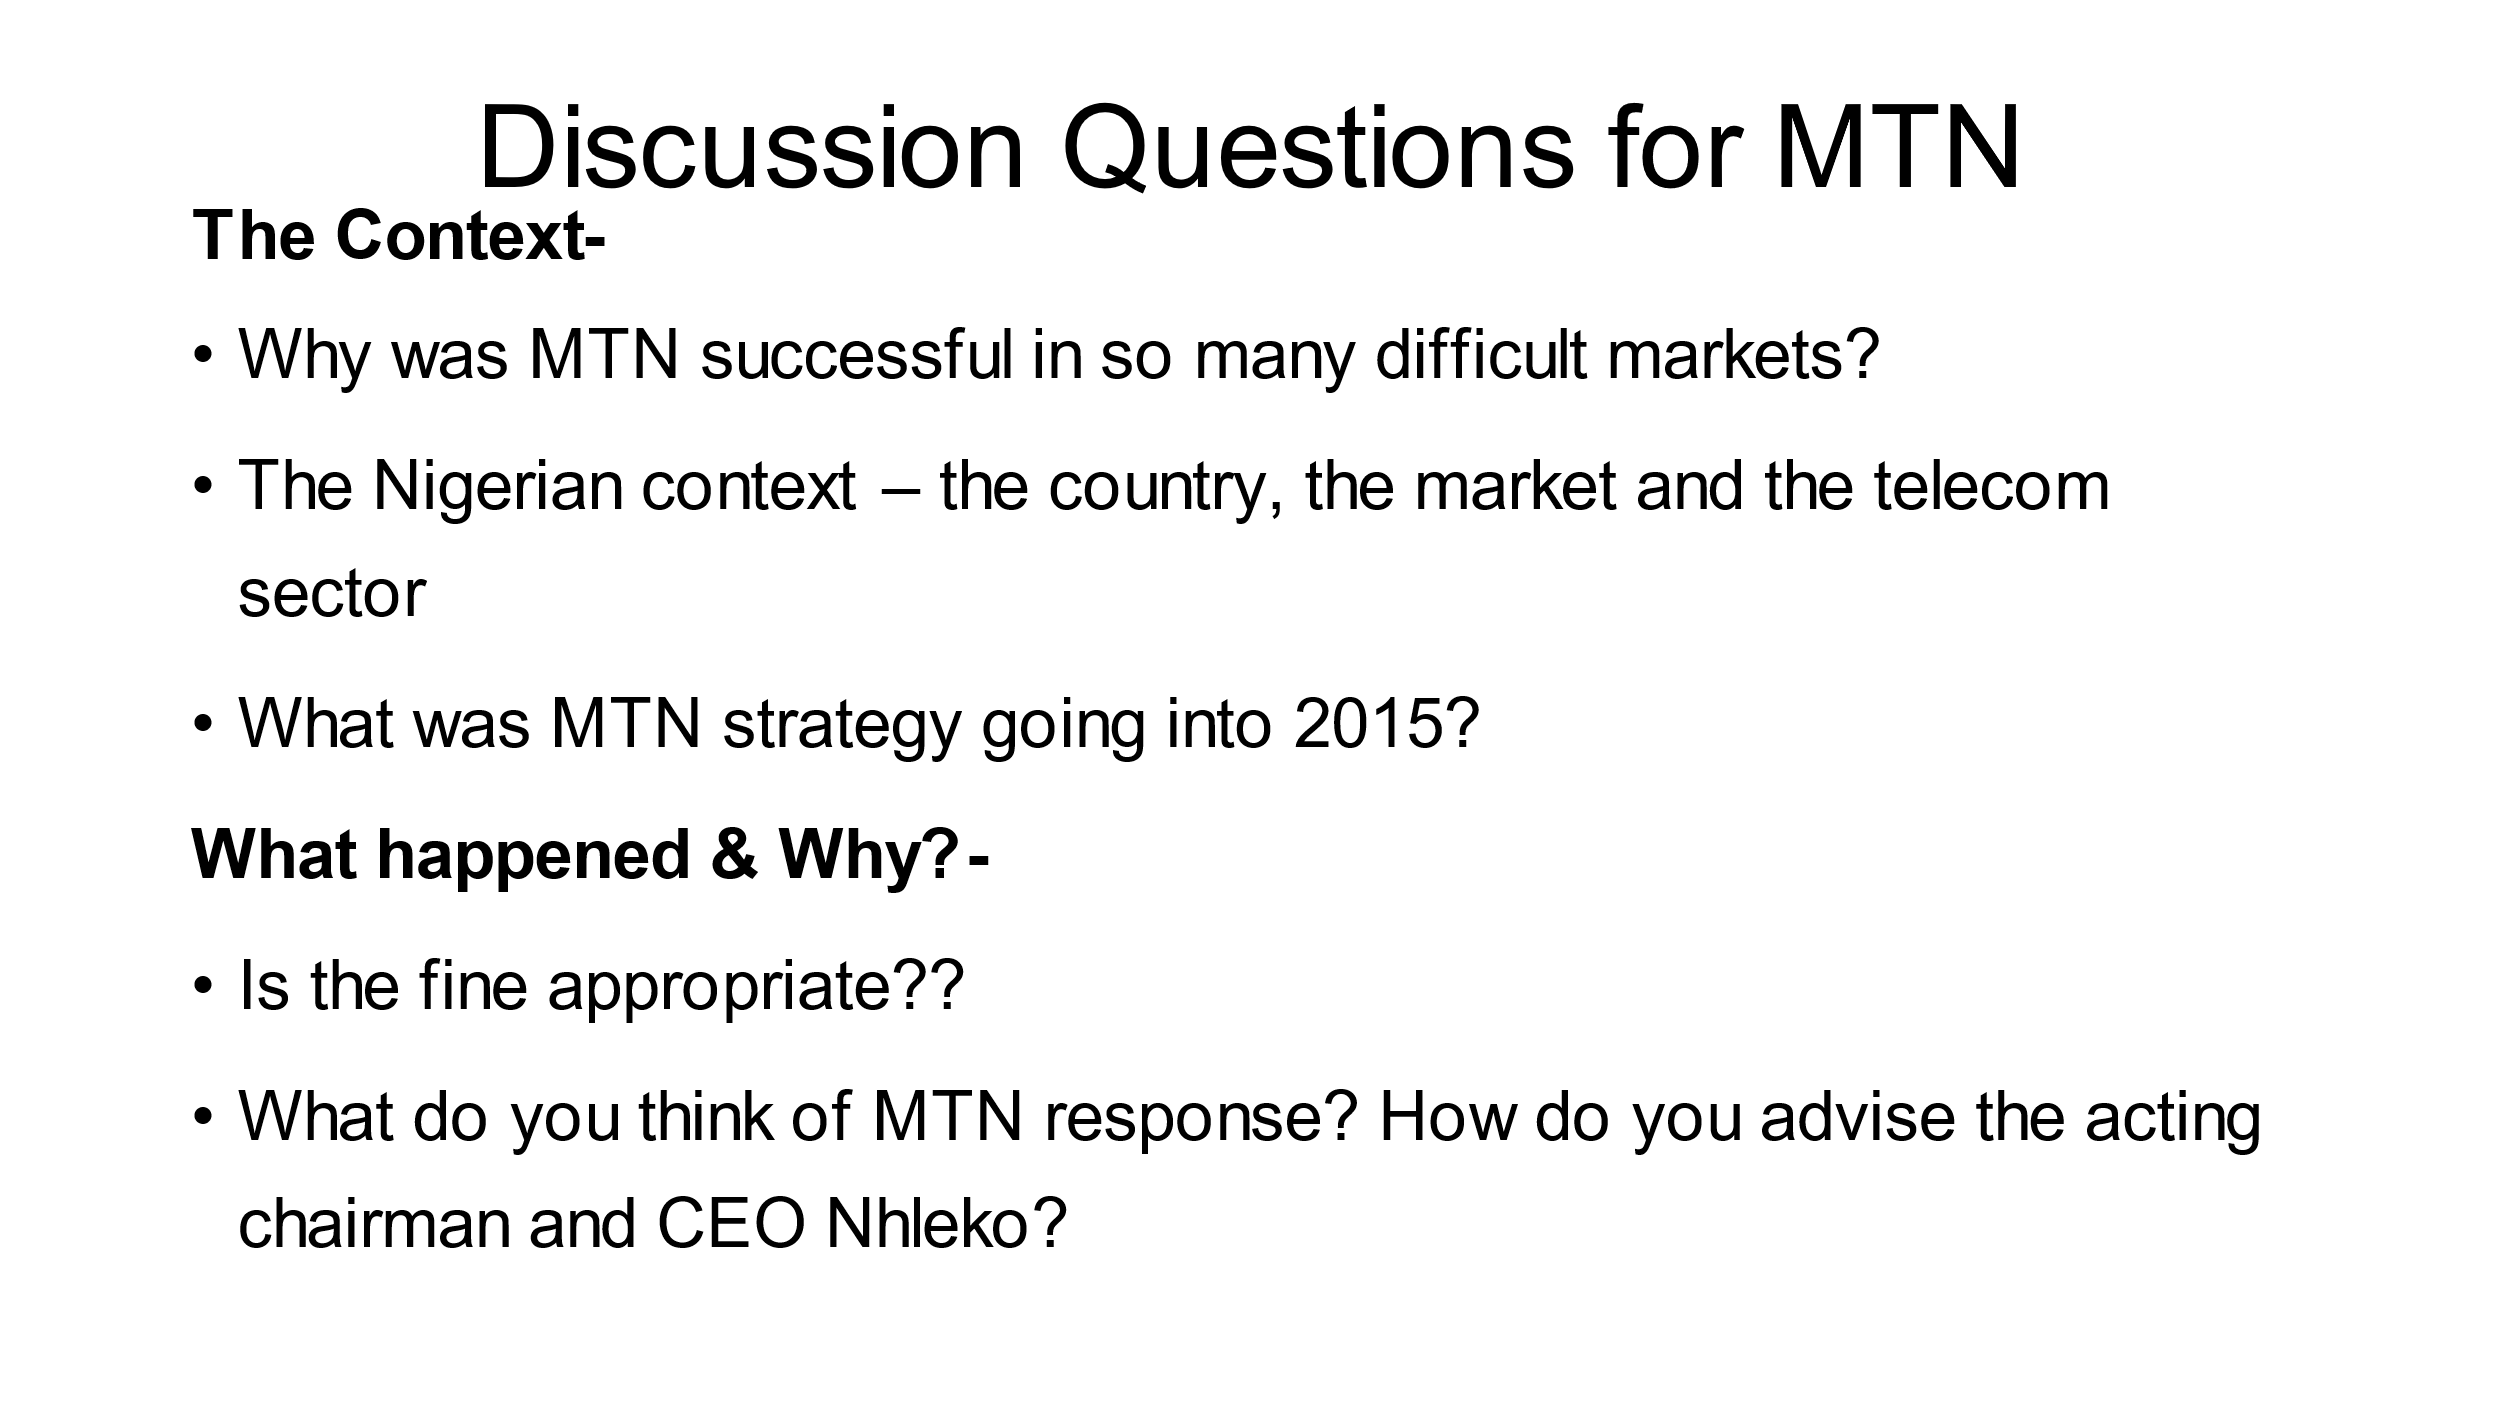 Discussion Questions for MTN
The Context-
• Why was MTN successful in so many difficult markets?
• The Nigerian context – the country, the market and the telecom
sector
• What was MTN strategy going into 2015?
What happened & Why?-
• Is the fine appropriate??
• What do you think of MTN response? How do you advise the acting
chairman and CEO Nhleko?